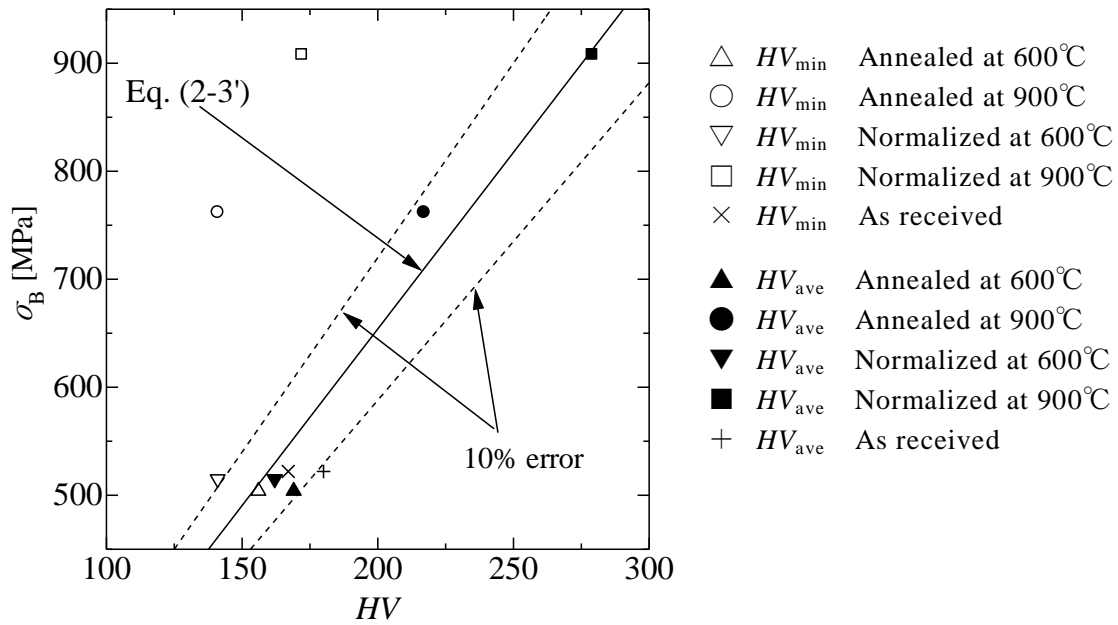 900
800
700
600
500
100
150
200
250
300
σB [MPa]
HV
Eq. (2-3')
10% error
HVmin Annealed at 600℃
HVmin Annealed at 900℃
HVmin Normalized at 600℃
HVmin Normalized at 900℃
HVmin As received
HVave Annealed at 600℃
HVave Annealed at 900℃
HVave Normalized at 600℃
HVave Normalized at 900℃
HVave As received